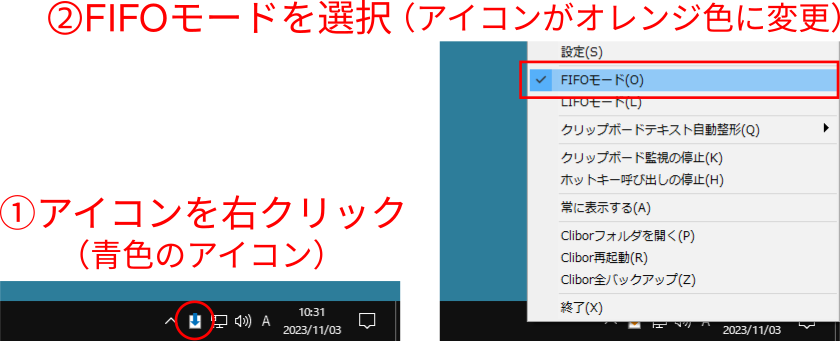 ②FIFOモードを選択（アイコンがオレンジ色に変更）
設定(S)
FIFOモード(O)
LIFOモード(L)
クリップボードテキスト自動整形(Q)
クリップボード監視の停止(K)
ホットキー呼び出しの停止(H)
常に表示する(A)
Cliborフォルダを開く(P)
Clibor再起動(R)
Clibor全バックアップ(Z)
終了(X)
2023/11/03
①アイコンを右クリック
（青色のアイコン）
A
10:31
2023/11/03